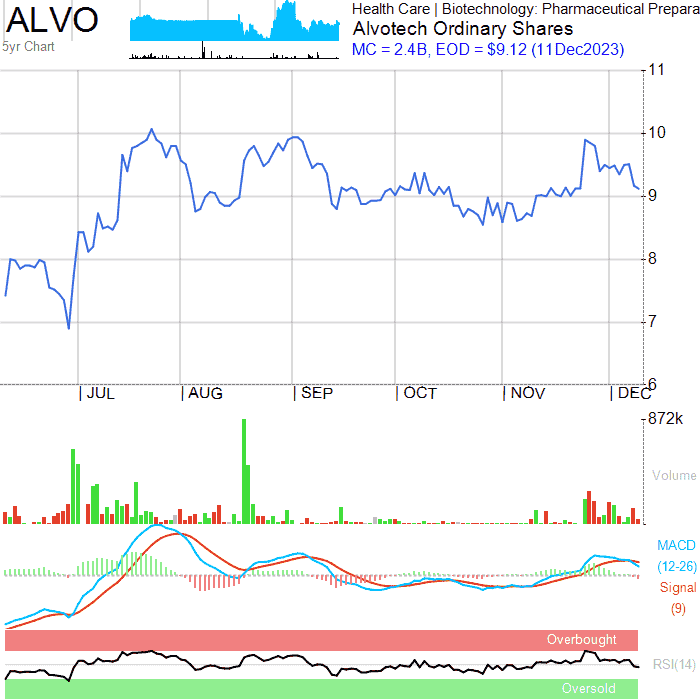 ALVO
5yr Chart
Health Care | Biotechnology: Pharmaceutical Prepara
Alvotech Ordinary Shares
MC = 2.4B, EOD = $9.12 (11Dec2023)
11
10
9
8
7
6
| JUL | AUG | SEP | OCT | NOV | DEC
872k
Volume
MACD
(12-26)
Signal
(9)
Overbought
RSI(14)
Oversold